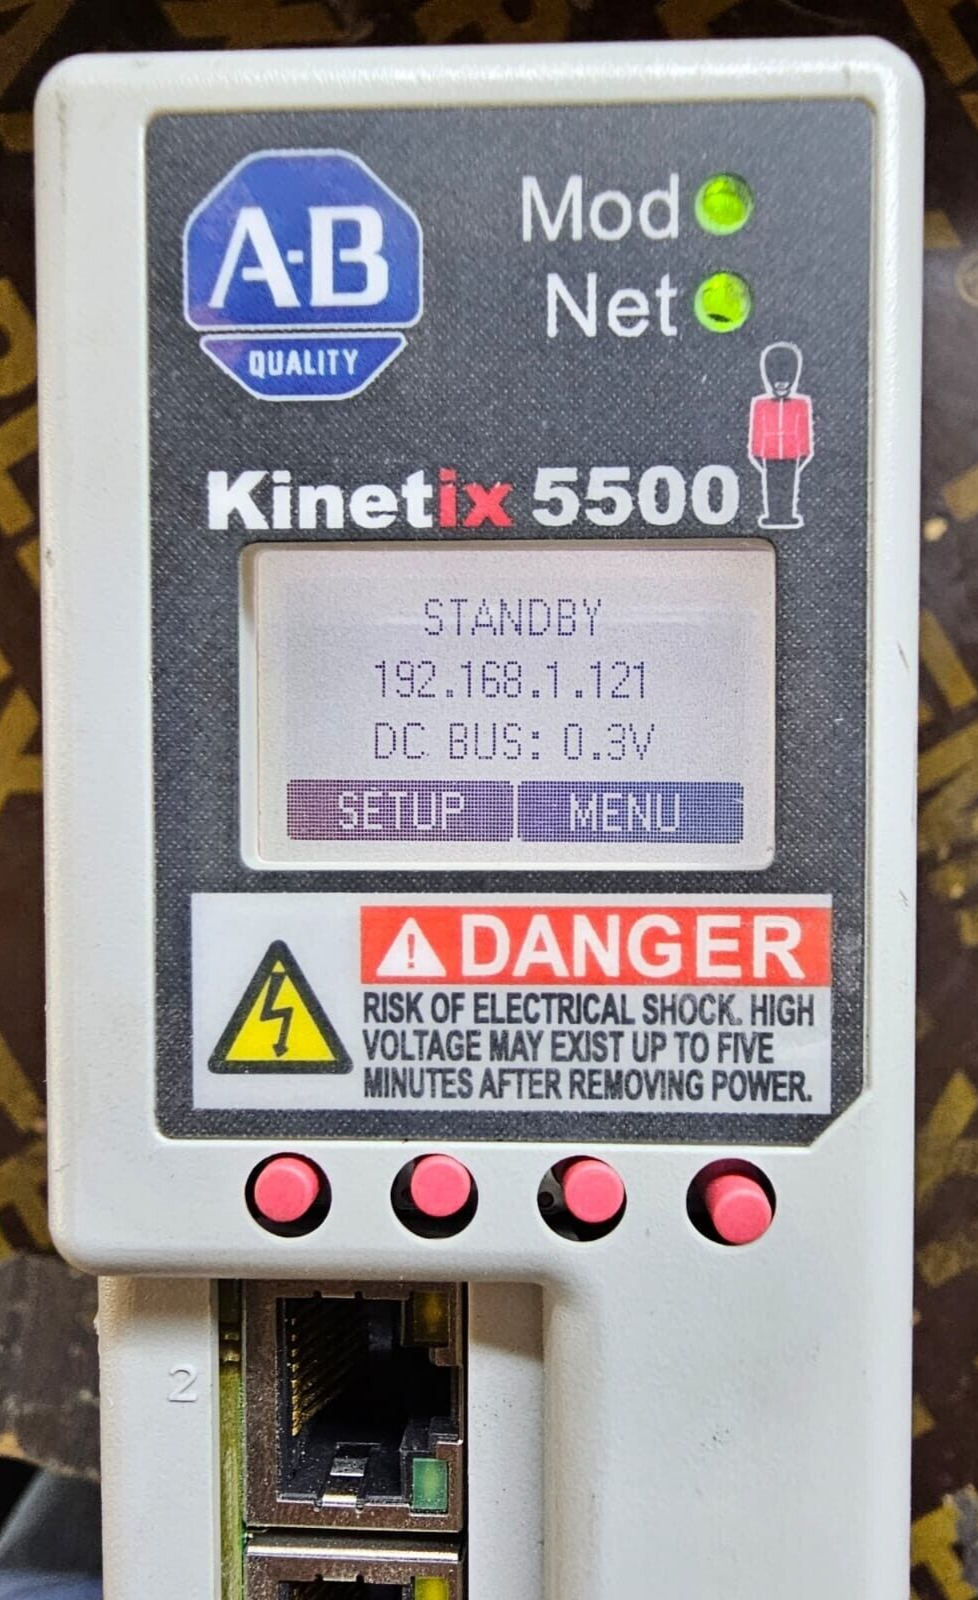 A-B
QUALITY
Mod
Net
Kinetix 5500
STANDBY
192.168.1.121
DC BUS: 0.3V
SETUP MENU
DANGER
RISK OF ELECTRICAL SHOCK. HIGH
VOLTAGE MAY EXIST UP TO FIVE
MINUTES AFTER REMOVING POWER.
2